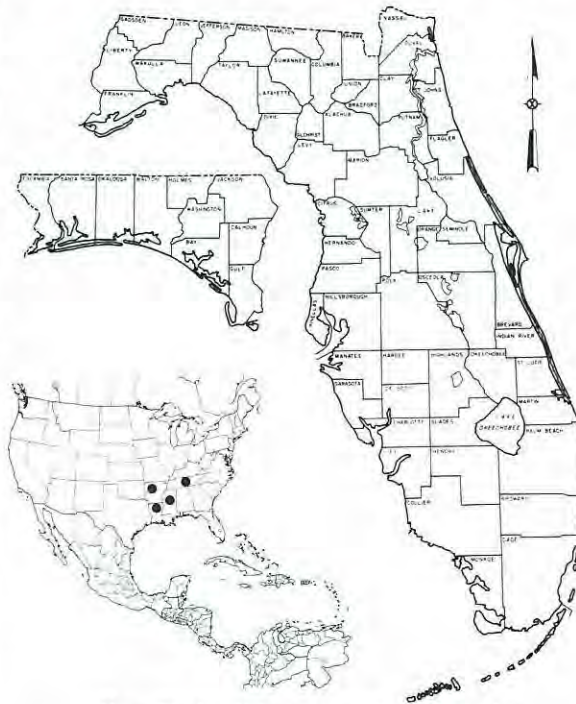 GADSDEN
LEON
JEFFERSON
MADISON
HAMILTON
NASSAU
BAKER
DUVAL
LIBERTY
WAKULLA
TAYLOR
SUWANNEE
COLUMBIA
UNION
CLAY
ST JOHNS
FRANKLIN
LAFAYETTE
BRADFORD
DIXIE
GILCHRIST
ALACHUA
PUTNAM
FLAGLER
LEVY
MARION
VOLUSIA
ESCAMBIA
SANTA ROSA
OKALOOSA
WALTON
HOLMES
JACKSON
WASHINGTON
BAY
CALHOUN
GULF
CITRUS
SUMTER
LAKE
ORANGE
SEMINOLE
HERNANDO
PASCO
POLK
OSCEOLA
HILLSBOROUGH
PINELLAS
BREVARD
INDIAN RIVER
MANATEE
HARDEE
HIGHLANDS
OKEECHOBEE
ST LUCIE
SARASOTA
DE SOTO
MARTIN
CHARLOTTE
GLADES
LAKE
OKEECHOBEE
PALM BEACH
LEE
HENDRY
COLLIER
BROWARD
DADE
MONROE